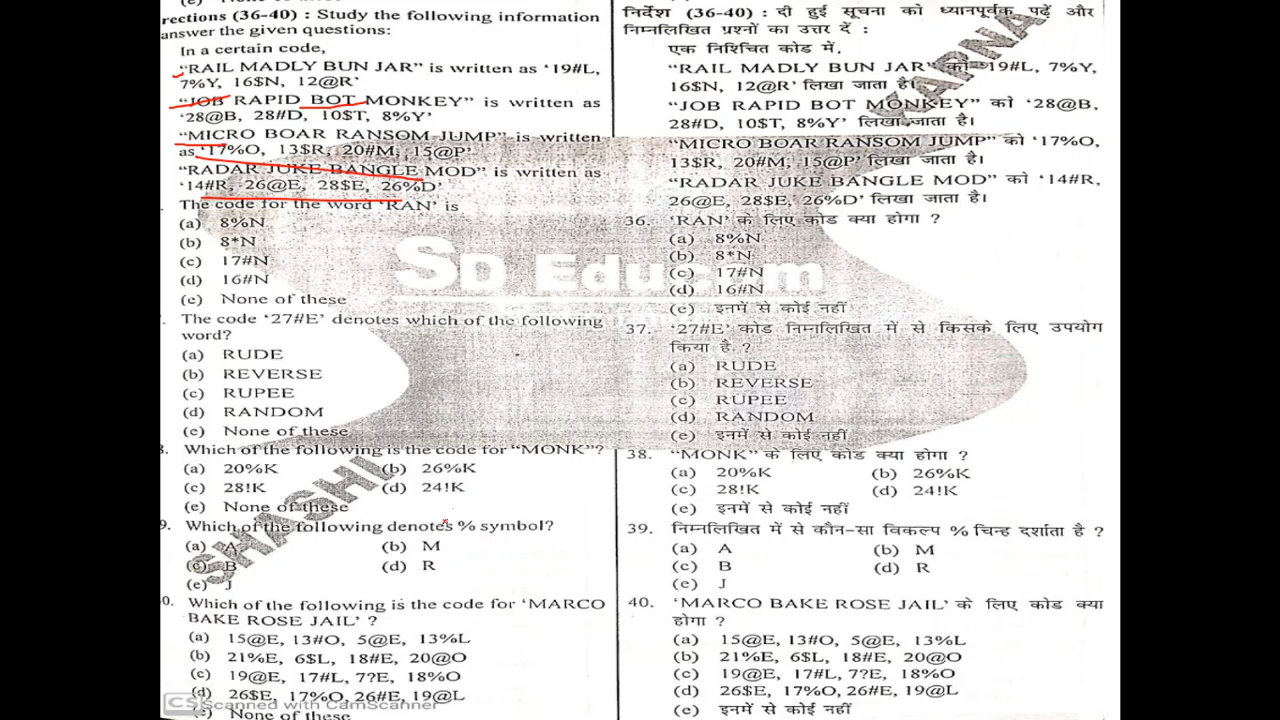 rections (36-40) : Study the following information
answer the given questions:
In a certain code,
"RAIL MADLY BUN JAR" is written as '19#L,
7%Y, 16$N, 12@R'
"JOB RAPID BOT MONKEY" is written as
'28@B, 28#D, 10$T, 8%Y'
"MICRO BOAR RANSOM JUMP" is written
as '17%O, 13$R, 20#M, 15@P'
"RADAR JUKE BANGLE MOD" is written as
'14#R, 26@E, 28$E, 26%D'
The code for the word 'RAN' is
(a) 8%N
(b) 8*N
(c) 17#N
(d) 16#N
(e) None of these
The code '27#E' denotes which of the following
word?
(a) RUDE
(b) REVERSE
(c) RUPEE
(d) RANDOM
(e) None of these
Which of the following is the code for "MONK"?
(a) 20%K (b) 26%K
(c) 28!K (d) 24!K
(e) None of these
9. Which of the following denotes % symbol?
(a) A (b) M
(c) B (d) R
(e) J
0. Which of the following is the code for 'MARCO
BAKE ROSE JAIL' ?
(a) 15@E, 13#O, 5@E, 13%L
(b) 21%E, 6$L, 18#E, 20@O
(c) 19@E, 17#L, 7?E, 18%O
(d) 26$E, 17%O, 26#E, 19@L
(e) None of these
CS Scanned with CamScanner
निर्देश (36-40) : दी हुई सूचना को ध्यानपूर्वक पढ़ें और
निम्नलिखित प्रश्नों का उत्तर दें :
एक निश्चित कोड में,
"RAIL MADLY BUN JAR" को '19#L, 7%Y,
16$N, 12@R' लिखा जाता है।
"JOB RAPID BOT MONKEY" को '28@B,
28#D, 10$T, 8%Y' लिखा जाता है।
"MICRO BOAR RANSOM JUMP" को '17%O,
13$R, 20#M, 15@P' लिखा जाता है।
"RADAR JUKE BANGLE MOD" को '14#R,
26@E, 28$E, 26%D' लिखा जाता है।
36. 'RAN' के लिए कोड क्या होगा ?
(a) 8%N
(b) 8*N
(c) 17#N
(d) 16#N
(e) इनमें से कोई नहीं
37. '27#E' कोड निम्नलिखित में से किसके लिए उपयोग
किया है ?
(a) RUDE
(b) REVERSE
(c) RUPEE
(d) RANDOM
(e) इनमें से कोई नहीं
38. "MONK" के लिए कोड क्या होगा ?
(a) 20%K (b) 26%K
(c) 28!K (d) 24!K
(e) इनमें से कोई नहीं
39. निम्नलिखित में से कौन-सा विकल्प % चिन्ह दर्शाता है ?
(a) A (b) M
(c) B (d) R
(e) J
40. 'MARCO BAKE ROSE JAIL' के लिए कोड क्या
होगा ?
(a) 15@E, 13#O, 5@E, 13%L
(b) 21%E, 6$L, 18#E, 20@O
(c) 19@E, 17#L, 7?E, 18%O
(d) 26$E, 17%O, 26#E, 19@L
(e) इनमें से कोई नहीं
SD Educom
SHASHI
KAPNA